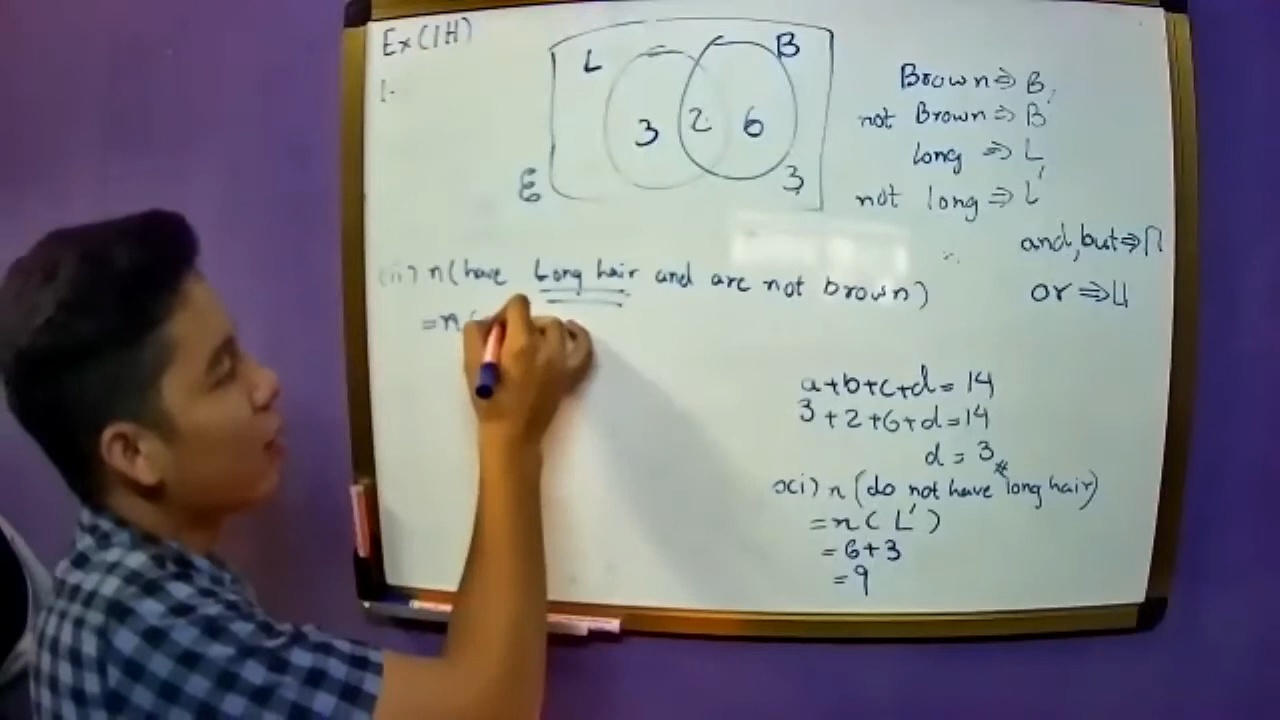 Ex(1H)
1.
L B
3 2 6
3
ℰ
Brown ⇒ B,
not Brown ⇒ B'
long ⇒ L
not long ⇒ L'
and, but ⇒ ∩
or ⇒ ∪
(ii) n(have Long hair and are not brown)
= n(
a+b+c+d = 14
3+2+6+d = 14
d = 3
(i) n (do not have long hair)
= n( L' )
= 6+3
= 9